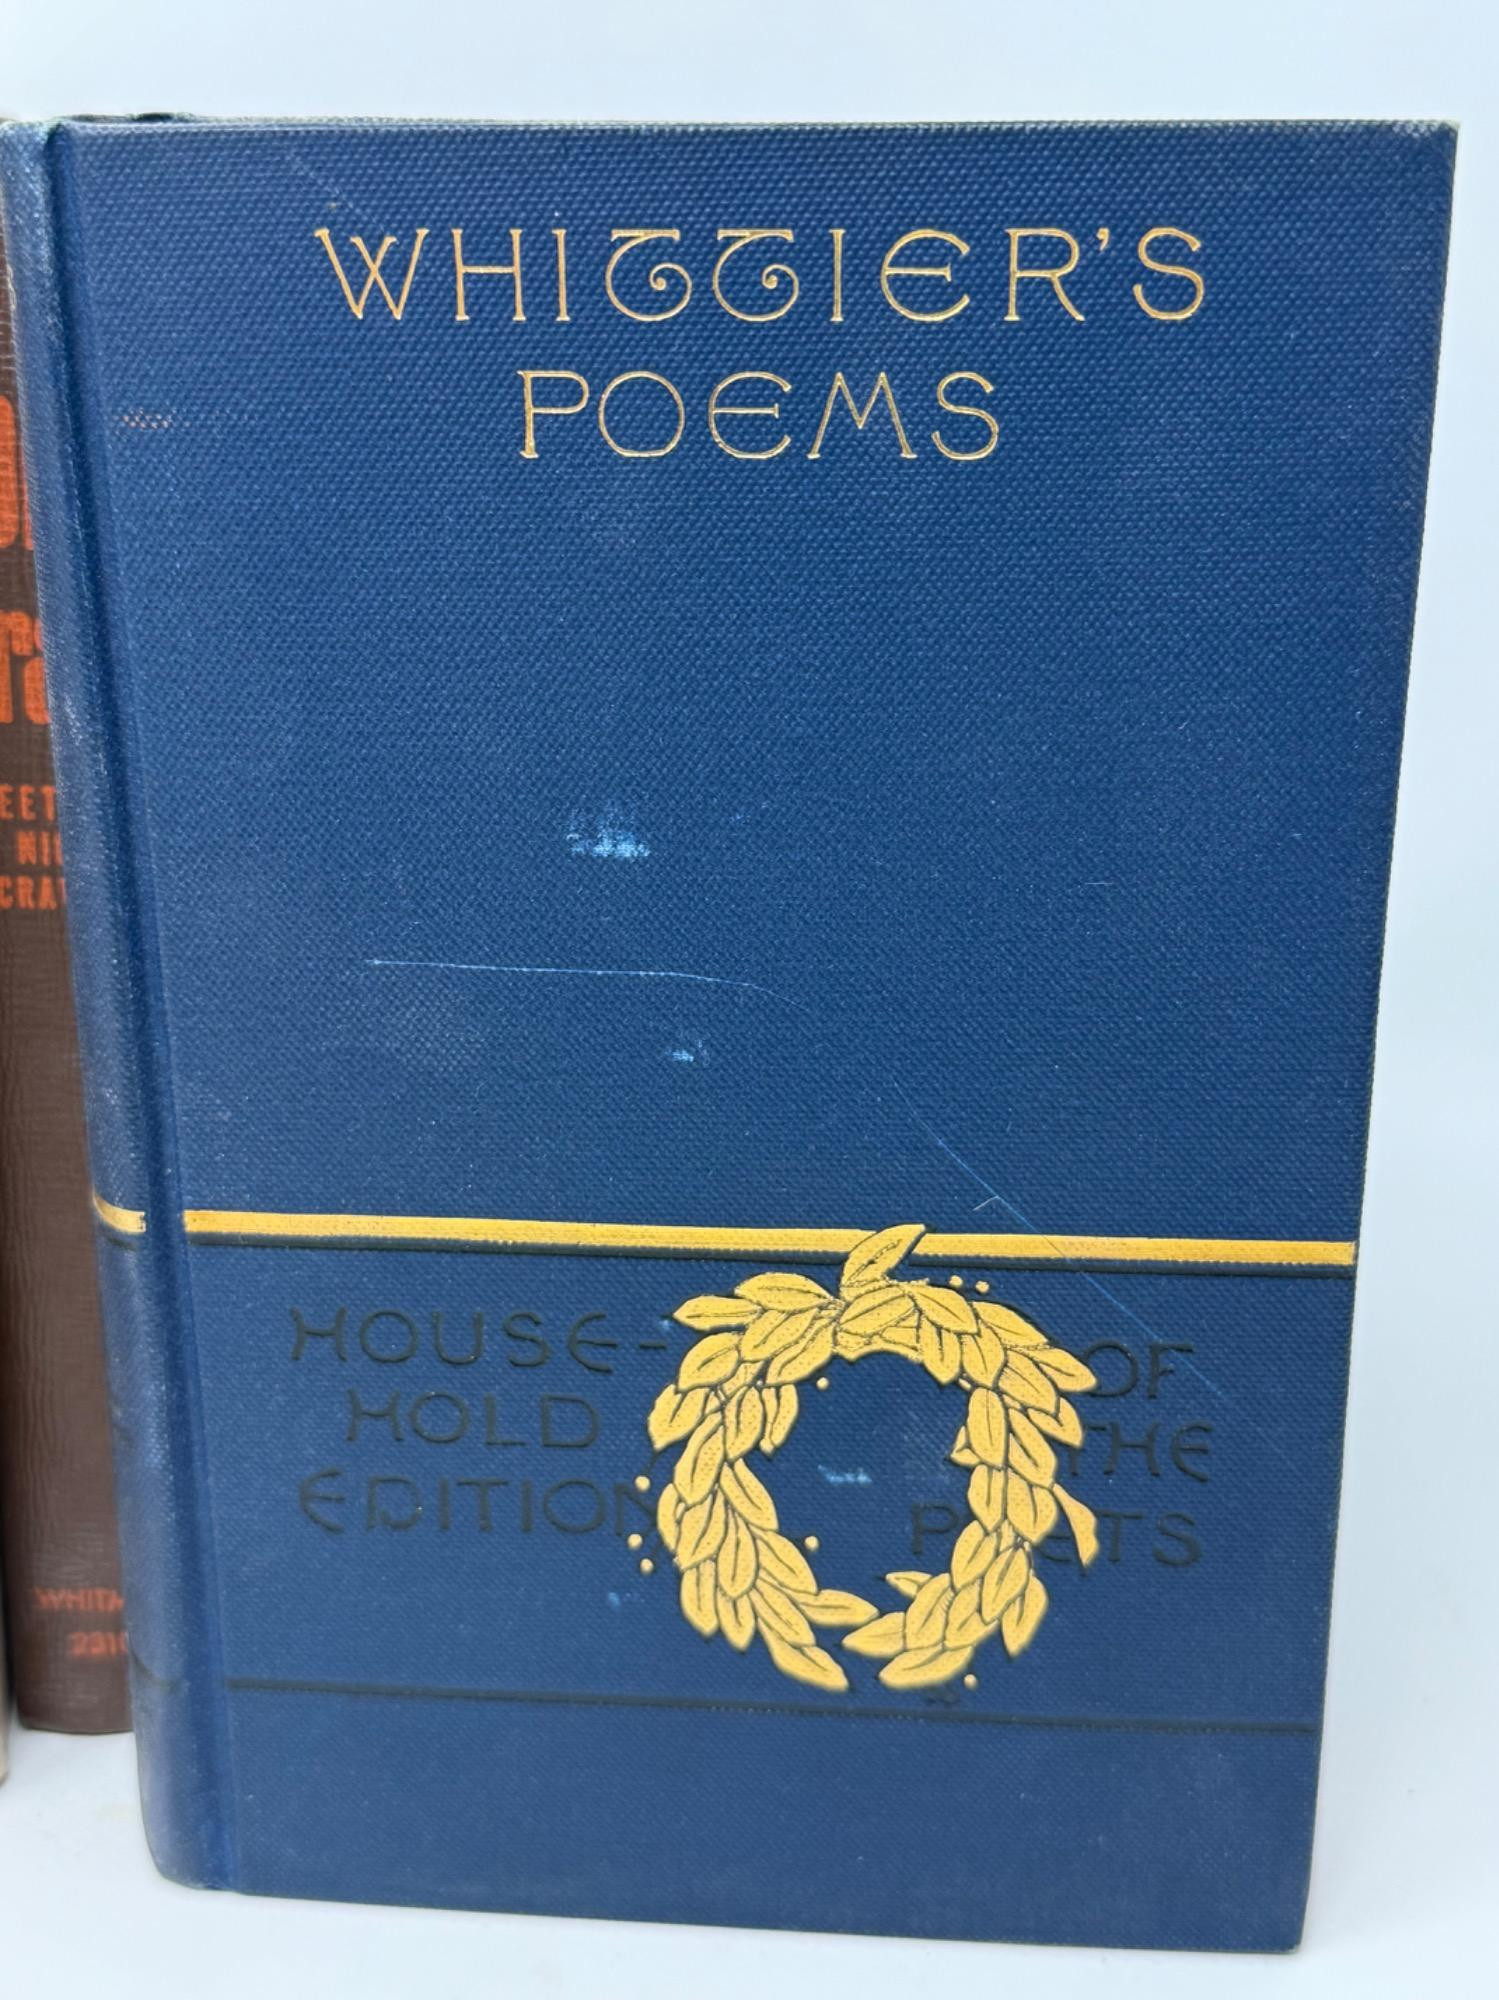 WHITTIER'S
POEMS
HOUSE-
HOLD
EDITION
OF
THE
POETS